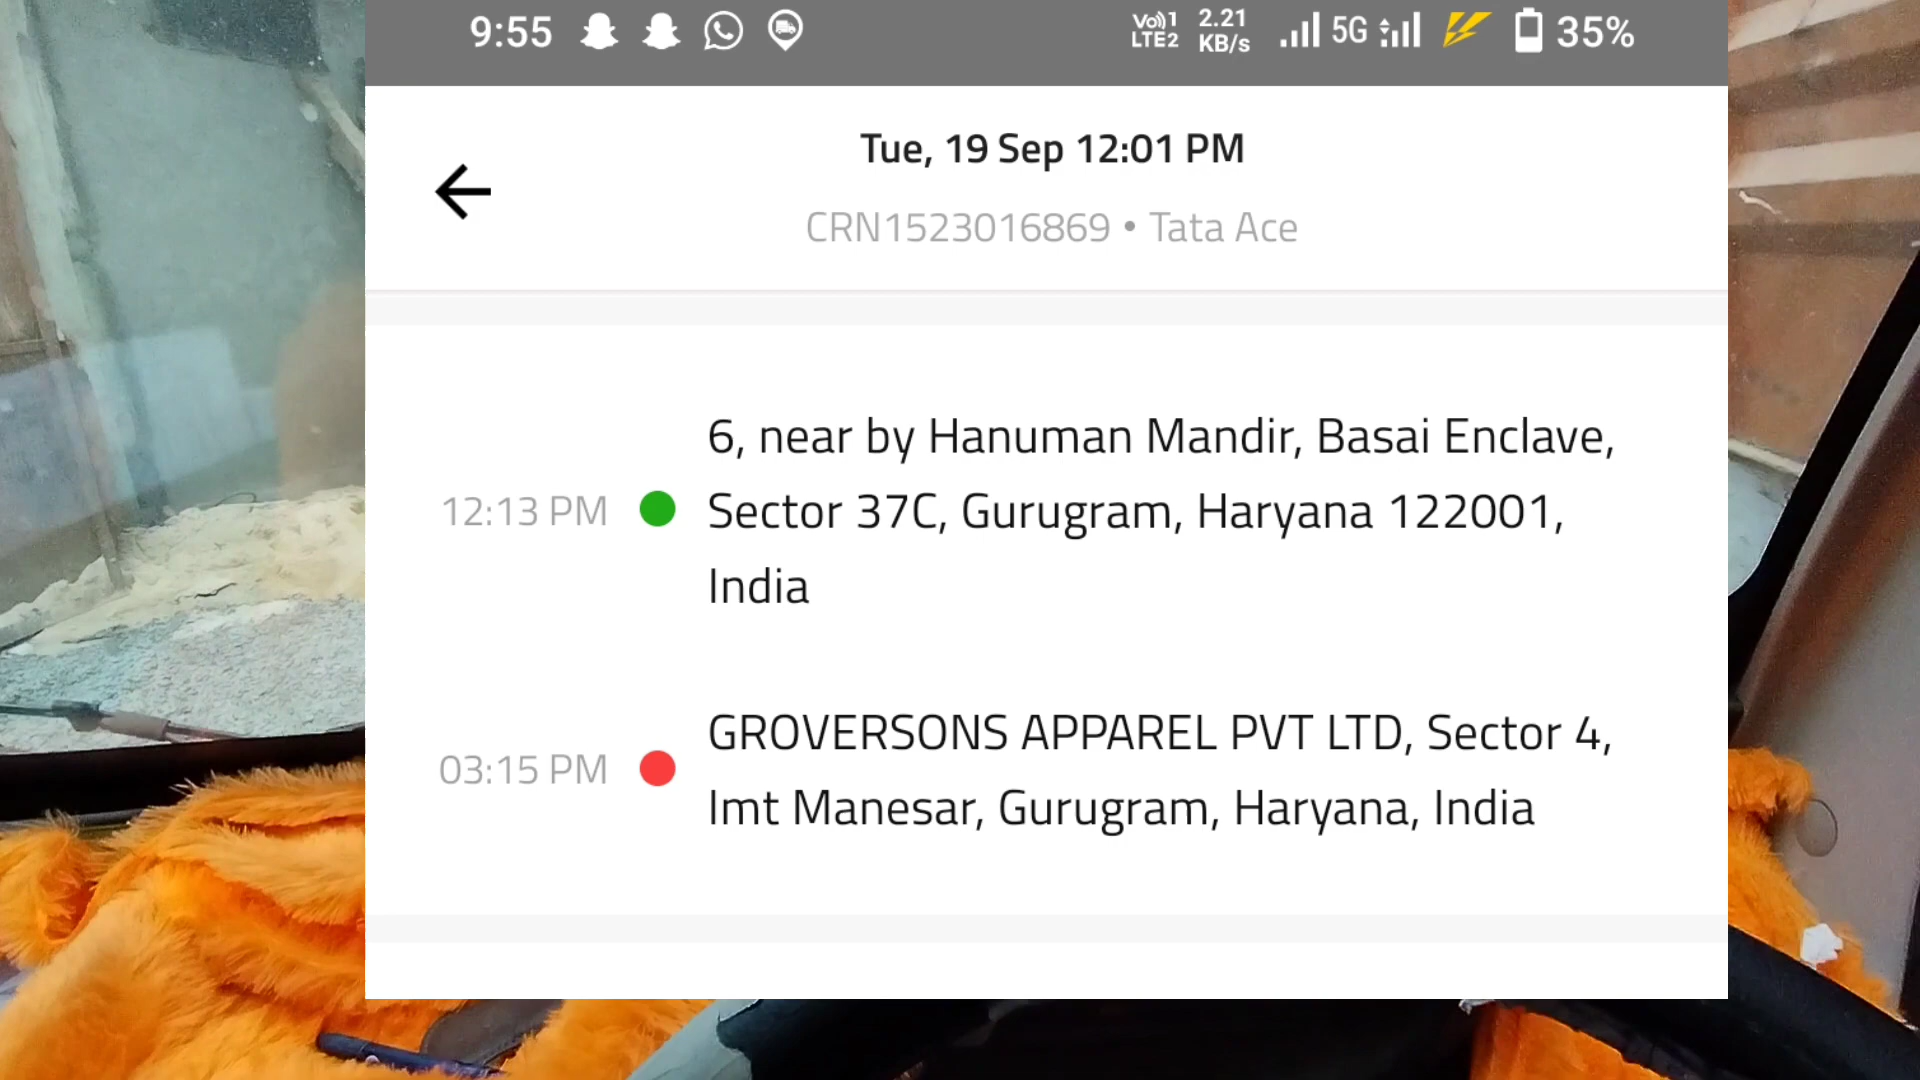 9:55
Vo))1 LTE2 2.21 KB/s 5G 35%
Tue, 19 Sep 12:01 PM
CRN1523016869 • Tata Ace
6, near by Hanuman Mandir, Basai Enclave,
12:13 PM Sector 37C, Gurugram, Haryana 122001,
India
GROVERSONS APPAREL PVT LTD, Sector 4,
03:15 PM Imt Manesar, Gurugram, Haryana, India